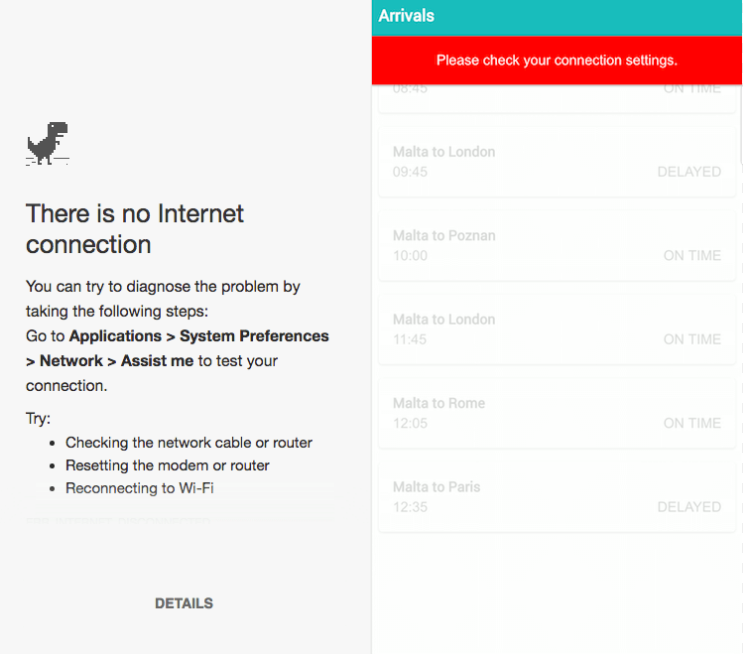 There is no Internet
connection
You can try to diagnose the problem by
taking the following steps:
Go to Applications > System Preferences
> Network > Assist me to test your
connection.
Try:
• Checking the network cable or router
• Resetting the modem or router
• Reconnecting to Wi-Fi
DETAILS
Arrivals
Please check your connection settings.
08:45 ON TIME
Malta to London
09:45 DELAYED
Malta to Poznan
10:00 ON TIME
Malta to London
11:45 ON TIME
Malta to Rome
12:05 ON TIME
Malta to Paris
12:35 DELAYED